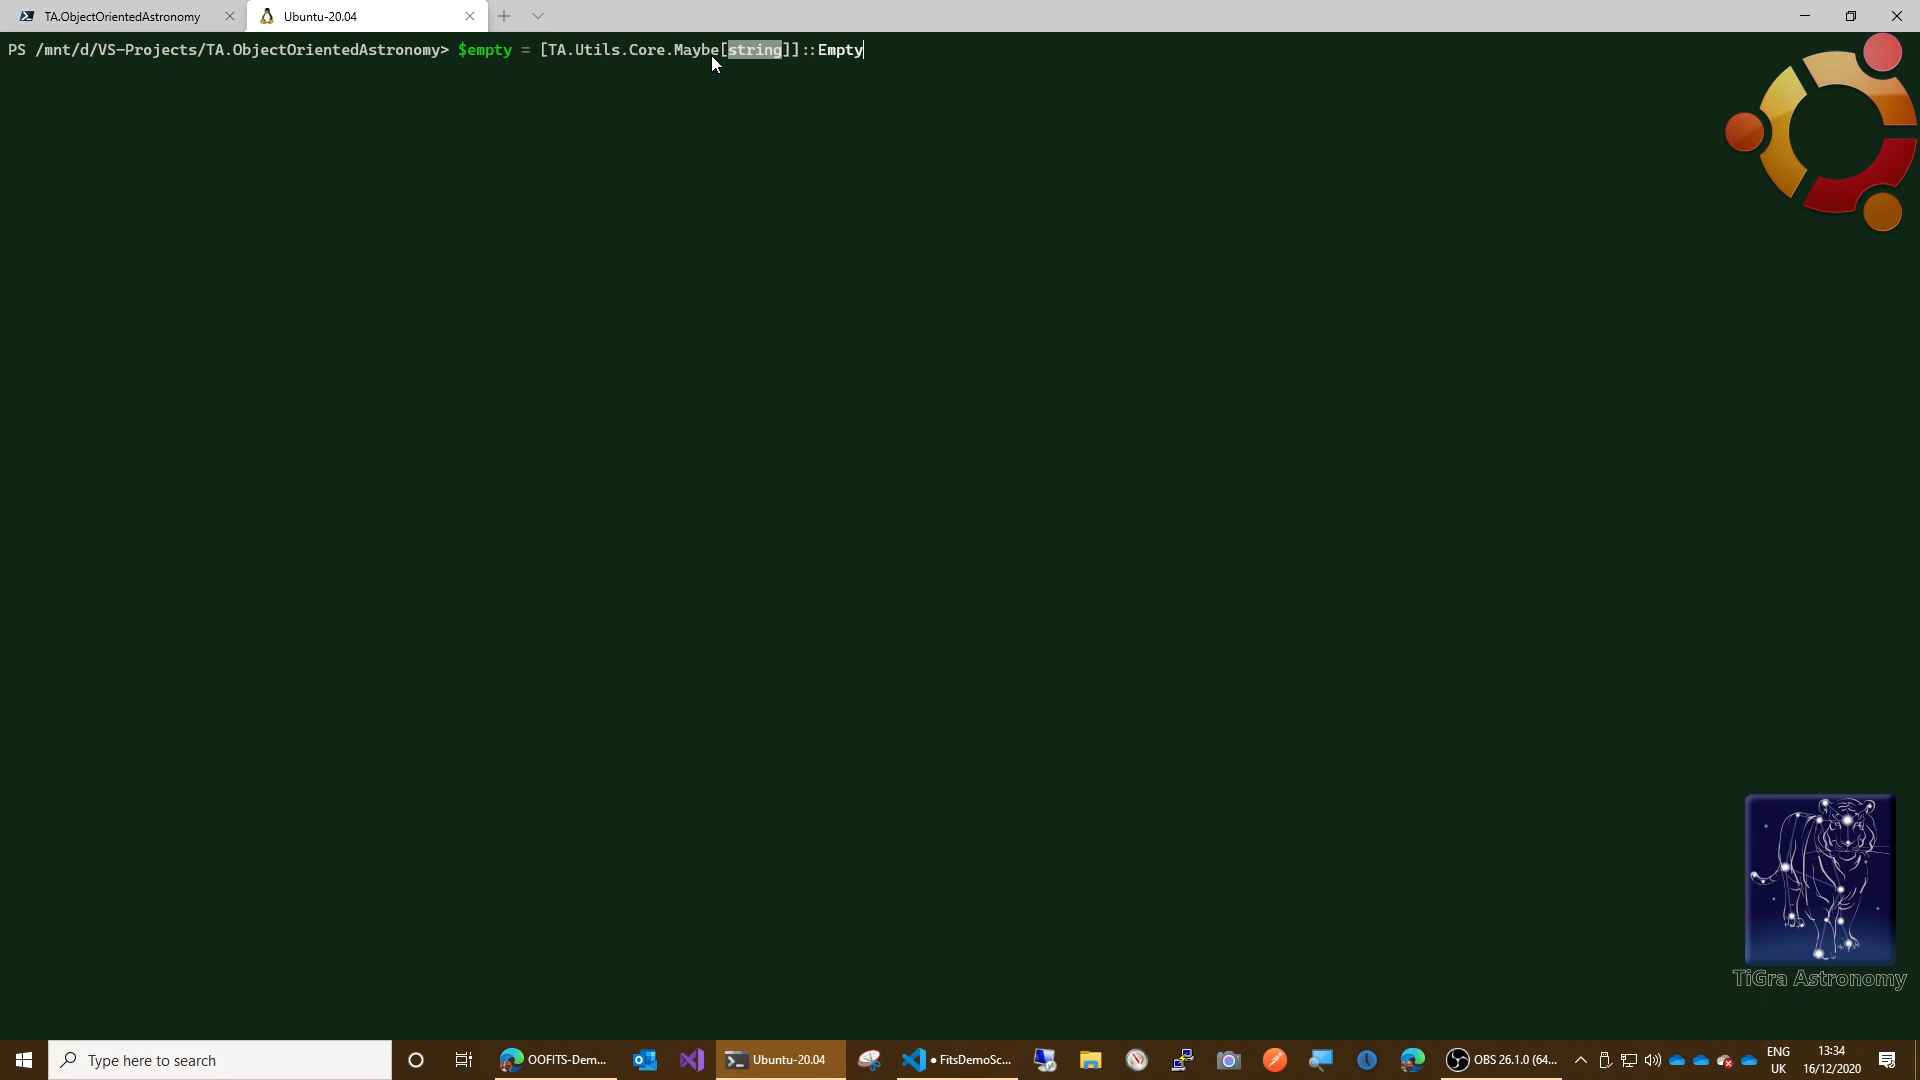 TA.ObjectOrientedAstronomy
Ubuntu-20.04
PS /mnt/d/VS-Projects/TA.ObjectOrientedAstronomy> $empty = [TA.Utils.Core.Maybe[string]]::Empty
TiGra Astronomy
Type here to search
OOFITS-Dem...
Ubuntu-20.04
• FitsDemoSc...
OBS 26.1.0 (64...
ENG
UK
13:34
16/12/2020